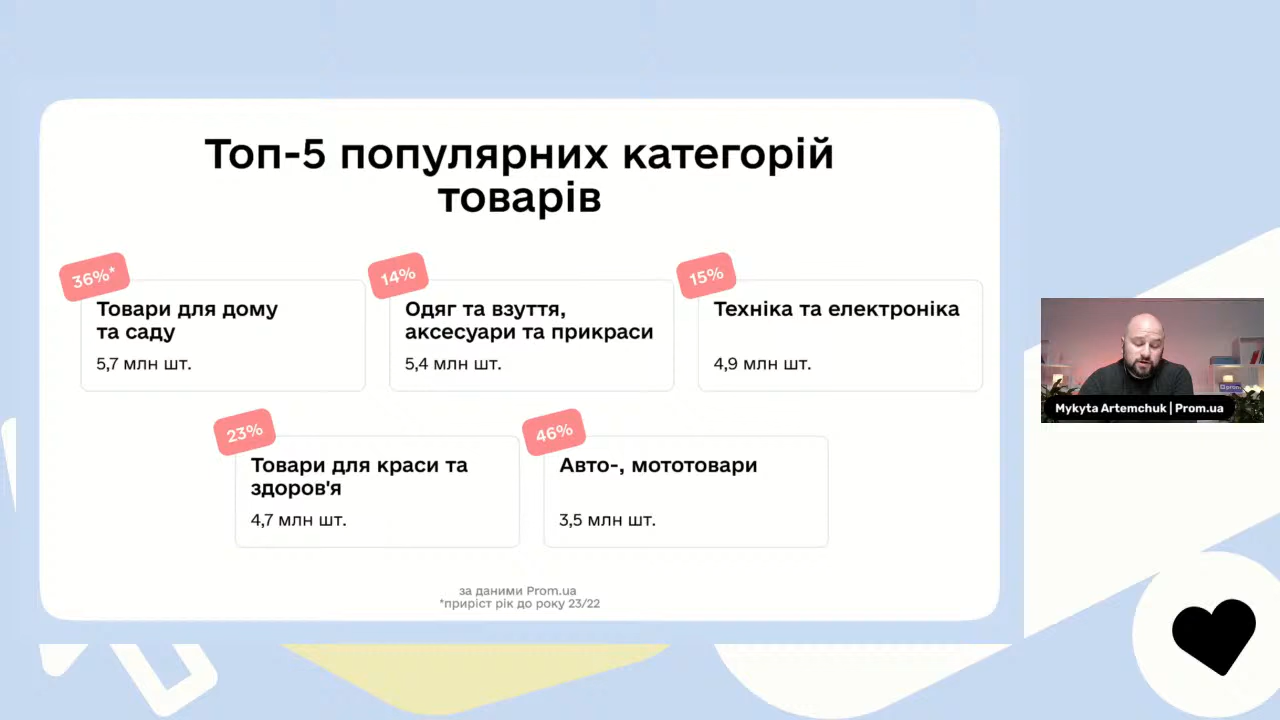 Топ-5 популярних категорій
товарів
36%*
Товари для дому
та саду
5,7 млн шт.
14%
Одяг та взуття,
аксесуари та прикраси
5,4 млн шт.
15%
Техніка та електроніка
4,9 млн шт.
23%
Товари для краси та
здоров'я
4,7 млн шт.
46%
Авто-, мототовари
3,5 млн шт.
за даними Prom.ua
*приріст рік до року 23/22
prom
Mykyta Artemchuk | Prom.ua